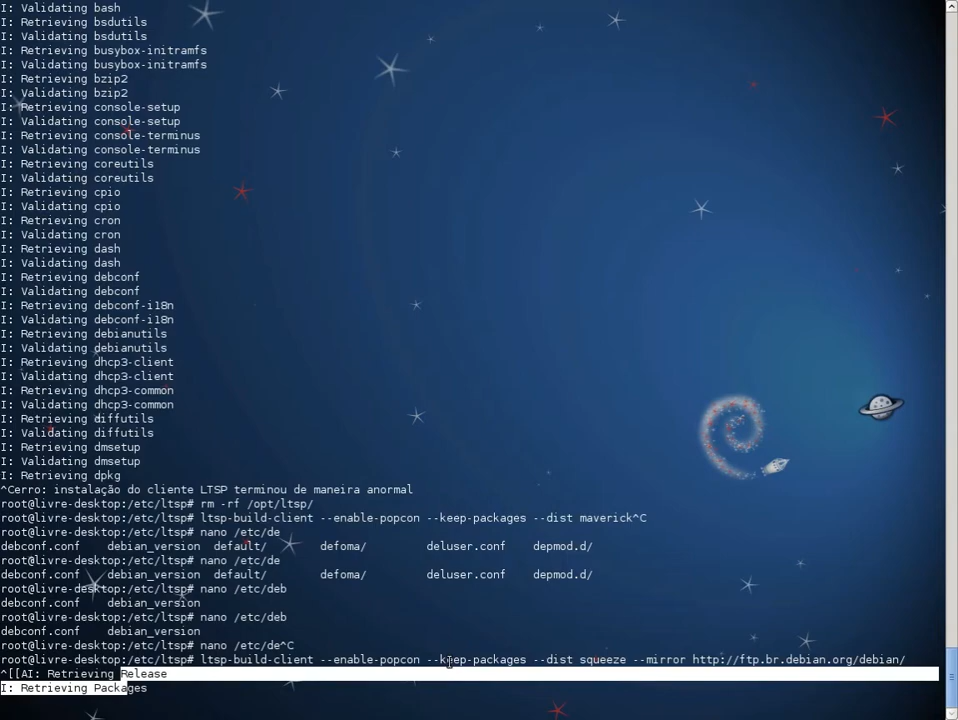 I: Validating bash
I: Retrieving bsdutils
I: Validating bsdutils
I: Retrieving busybox-initramfs
I: Validating busybox-initramfs
I: Retrieving bzip2
I: Validating bzip2
I: Retrieving console-setup
I: Validating console-setup
I: Retrieving console-terminus
I: Validating console-terminus
I: Retrieving coreutils
I: Validating coreutils
I: Retrieving cpio
I: Validating cpio
I: Retrieving cron
I: Validating cron
I: Retrieving dash
I: Validating dash
I: Retrieving debconf
I: Validating debconf
I: Retrieving debconf-i18n
I: Validating debconf-i18n
I: Retrieving debianutils
I: Validating debianutils
I: Retrieving dhcp3-client
I: Validating dhcp3-client
I: Retrieving dhcp3-common
I: Validating dhcp3-common
I: Retrieving diffutils
I: Validating diffutils
I: Retrieving dmsetup
I: Validating dmsetup
I: Retrieving dpkg
^Cerro: instalação do cliente LTSP terminou de maneira anormal
root@livre-desktop:/etc/ltsp# rm -rf /opt/ltsp/
root@livre-desktop:/etc/ltsp# ltsp-build-client --enable-popcon --keep-packages --dist maverick^C
root@livre-desktop:/etc/ltsp# nano /etc/de
debconf.conf    debian_version  default/        defoma/         deluser.conf    depmod.d/
root@livre-desktop:/etc/ltsp# nano /etc/de
debconf.conf    debian_version  default/        defoma/         deluser.conf    depmod.d/
root@livre-desktop:/etc/ltsp# nano /etc/deb
debconf.conf    debian_version
root@livre-desktop:/etc/ltsp# nano /etc/deb
debconf.conf    debian_version
root@livre-desktop:/etc/ltsp# nano /etc/de^C
root@livre-desktop:/etc/ltsp# ltsp-build-client --enable-popcon --keep-packages --dist squeeze --mirror http://ftp.br.debian.org/debian/
^[[AI: Retrieving Release
I: Retrieving Packages